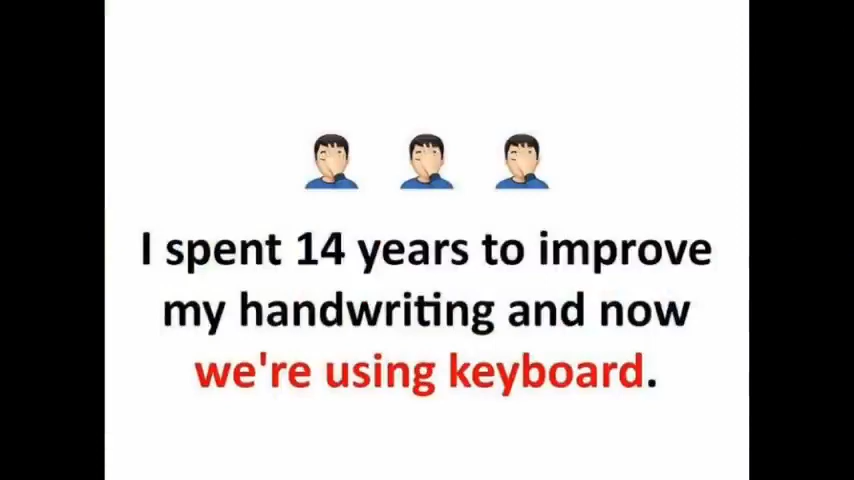 I spent 14 years to improve
my handwriting and now
we're using keyboard.